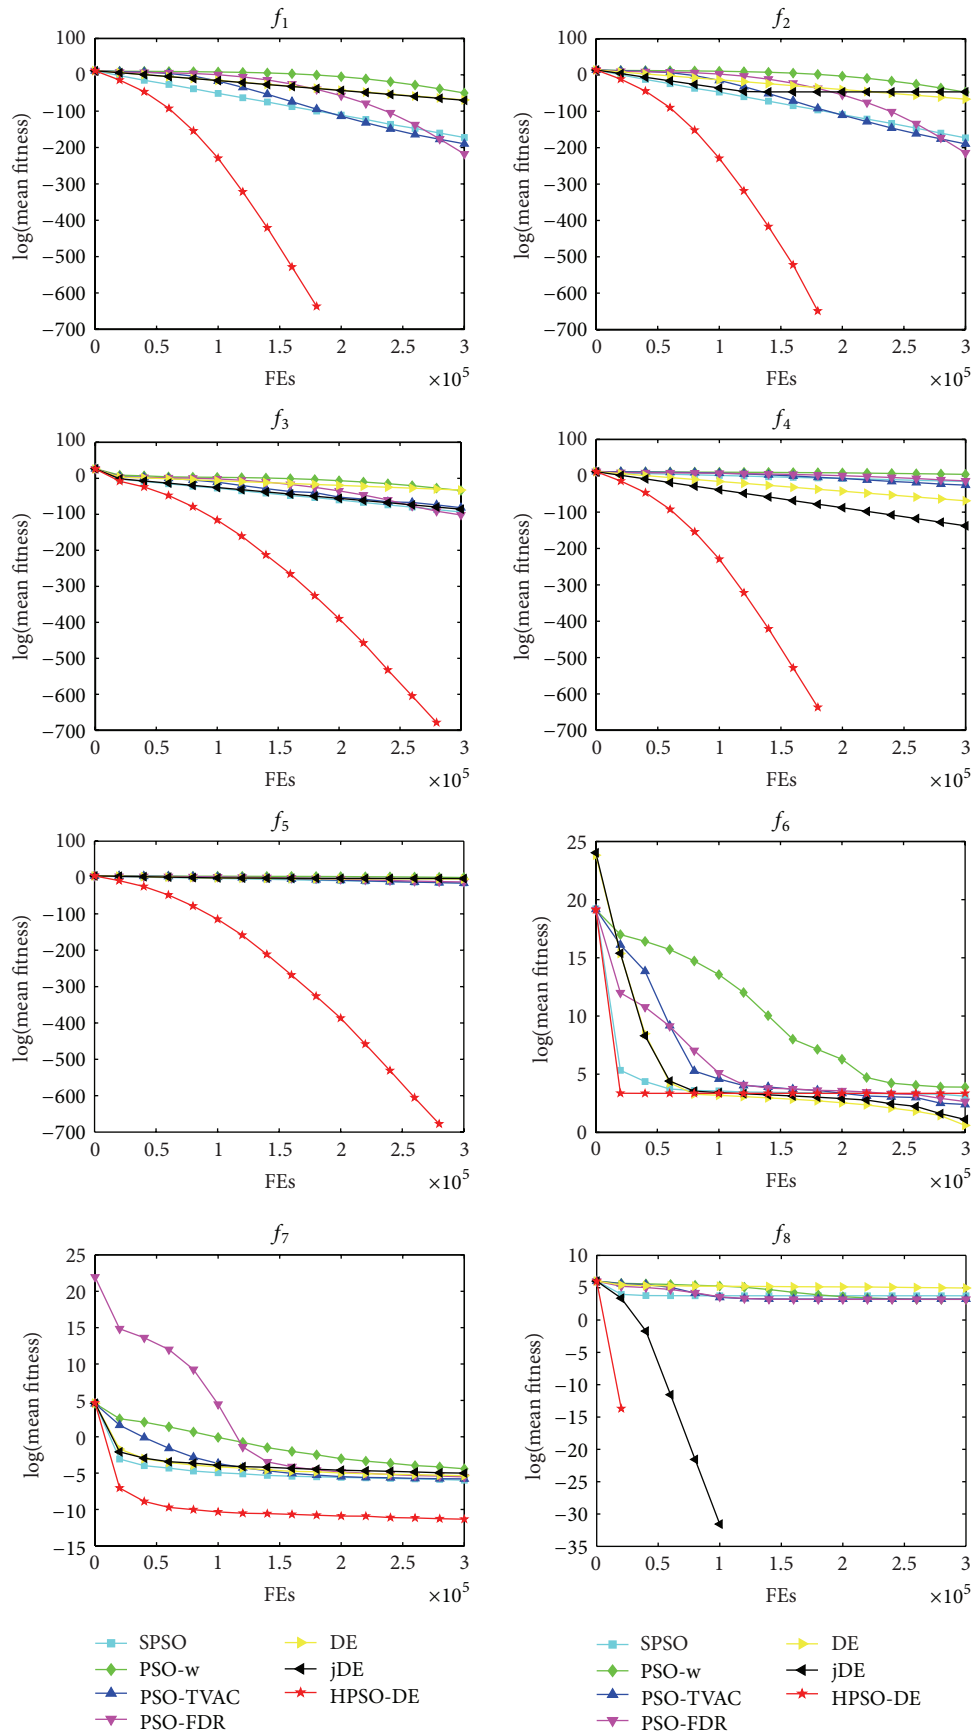 f1
100
0
−100
−200
−300
−400
−500
−600
−700
log(mean fitness)
0 0.5 1 1.5 2 2.5 3
FEs ×10^5
f2
100
0
−100
−200
−300
−400
−500
−600
−700
log(mean fitness)
0 0.5 1 1.5 2 2.5 3
FEs ×10^5
f3
100
0
−100
−200
−300
−400
−500
−600
−700
log(mean fitness)
0 0.5 1 1.5 2 2.5 3
FEs ×10^5
f4
100
0
−100
−200
−300
−400
−500
−600
−700
log(mean fitness)
0 0.5 1 1.5 2 2.5 3
FEs ×10^5
f5
100
0
−100
−200
−300
−400
−500
−600
−700
log(mean fitness)
0 0.5 1 1.5 2 2.5 3
FEs ×10^5
f6
25
20
15
10
5
0
log(mean fitness)
0 0.5 1 1.5 2 2.5 3
FEs ×10^5
f7
25
20
15
10
5
0
−5
−10
−15
log(mean fitness)
0 0.5 1 1.5 2 2.5 3
FEs ×10^5
f8
10
5
0
−5
−10
−15
−20
−25
−30
−35
log(mean fitness)
0 0.5 1 1.5 2 2.5 3
FEs ×10^5
SPSO
PSO-w
PSO-TVAC
PSO-FDR
DE
jDE
HPSO-DE
SPSO
PSO-w
PSO-TVAC
PSO-FDR
DE
jDE
HPSO-DE